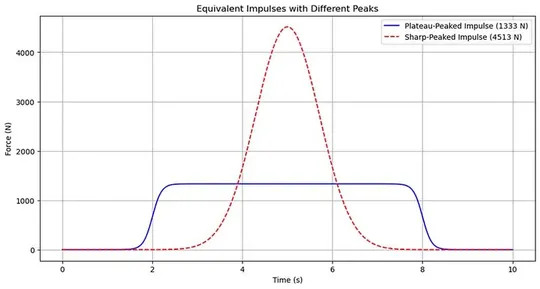 Equivalent Impulses with Different Peaks
Plateau-Peaked Impulse (1333 N)
Sharp-Peaked Impulse (4513 N)
4000
3000
2000
1000
0
Force (N)
0 2 4 6 8 10
Time (s)